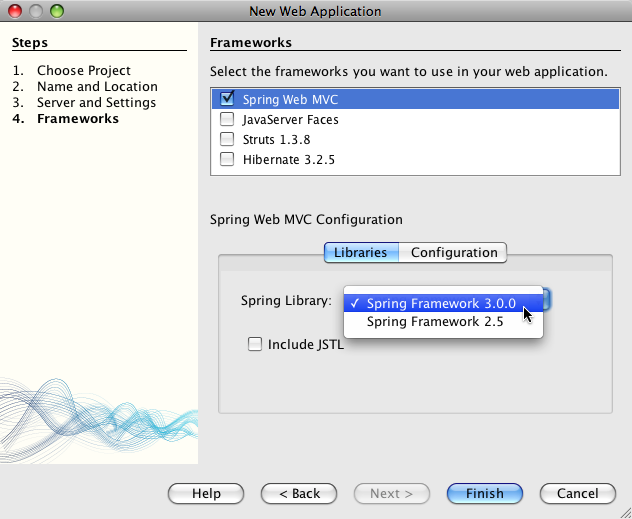 New Web Application
Steps
1. Choose Project
2. Name and Location
3. Server and Settings
4. Frameworks
Frameworks
Select the frameworks you want to use in your web application.
Spring Web MVC
JavaServer Faces
Struts 1.3.8
Hibernate 3.2.5
Spring Web MVC Configuration
Libraries Configuration
Spring Library: ✓ Spring Framework 3.0.0
Spring Framework 2.5
Include JSTL
Help < Back Next > Finish Cancel